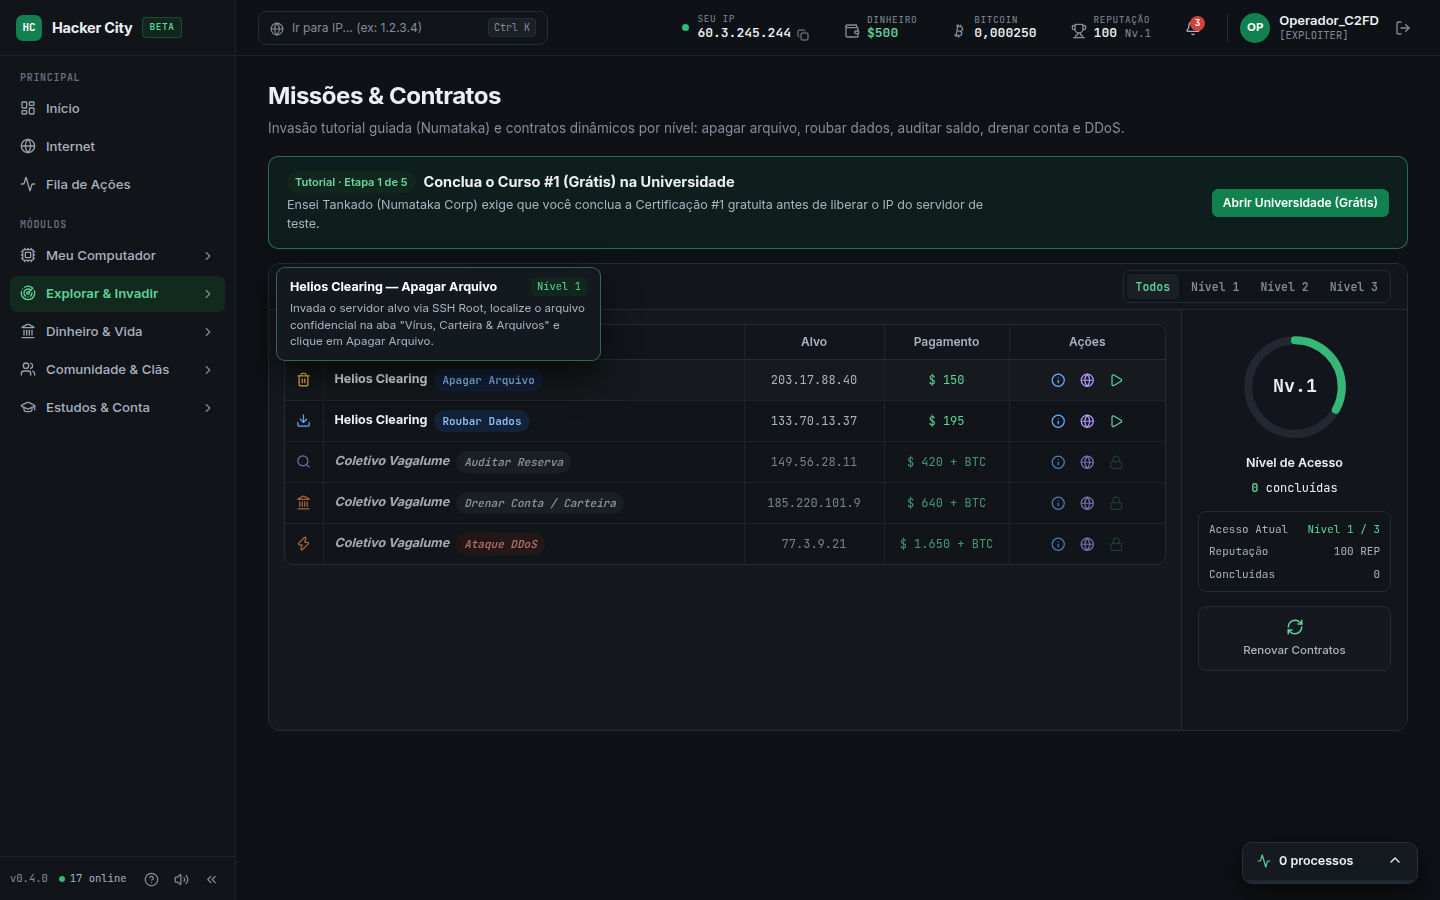 HC Hacker City BETA
Ir para IP... (ex: 1.2.3.4) Ctrl K
SEU IP
60.3.245.244
DINHEIRO
$500
BITCOIN
0,000250
REPUTAÇÃO
100 Nv.1
3
OP
Operador_C2FD
[EXPLOITER]
PRINCIPAL
Início
Internet
Fila de Ações
MÓDULOS
Meu Computador
Explorar & Invadir
Dinheiro & Vida
Comunidade & Clãs
Estudos & Conta
v0.4.0 17 online
Missões & Contratos
Invasão tutorial guiada (Numataka) e contratos dinâmicos por nível: apagar arquivo, roubar dados, auditar saldo, drenar conta e DDoS.
Tutorial · Etapa 1 de 5 Conclua o Curso #1 (Grátis) na Universidade
Ensei Tankado (Numataka Corp) exige que você conclua a Certificação #1 gratuita antes de liberar o IP do servidor de
teste.
Abrir Universidade (Grátis)
Helios Clearing — Apagar Arquivo Nível 1
Invada o servidor alvo via SSH Root, localize o arquivo
confidencial na aba "Vírus, Carteira & Arquivos" e
clique em Apagar Arquivo.
Todos Nível 1 Nível 2 Nível 3
Alvo Pagamento Ações
Helios Clearing Apagar Arquivo 203.17.88.40 $ 150
Helios Clearing Roubar Dados 133.70.13.37 $ 195
Coletivo Vagalume Auditar Reserva 149.56.28.11 $ 420 + BTC
Coletivo Vagalume Drenar Conta / Carteira 185.220.101.9 $ 640 + BTC
Coletivo Vagalume Ataque DDoS 77.3.9.21 $ 1.650 + BTC
Nv.1
Nível de Acesso
0 concluídas
Acesso Atual Nível 1 / 3
Reputação 100 REP
Concluídas 0
Renovar Contratos
0 processos